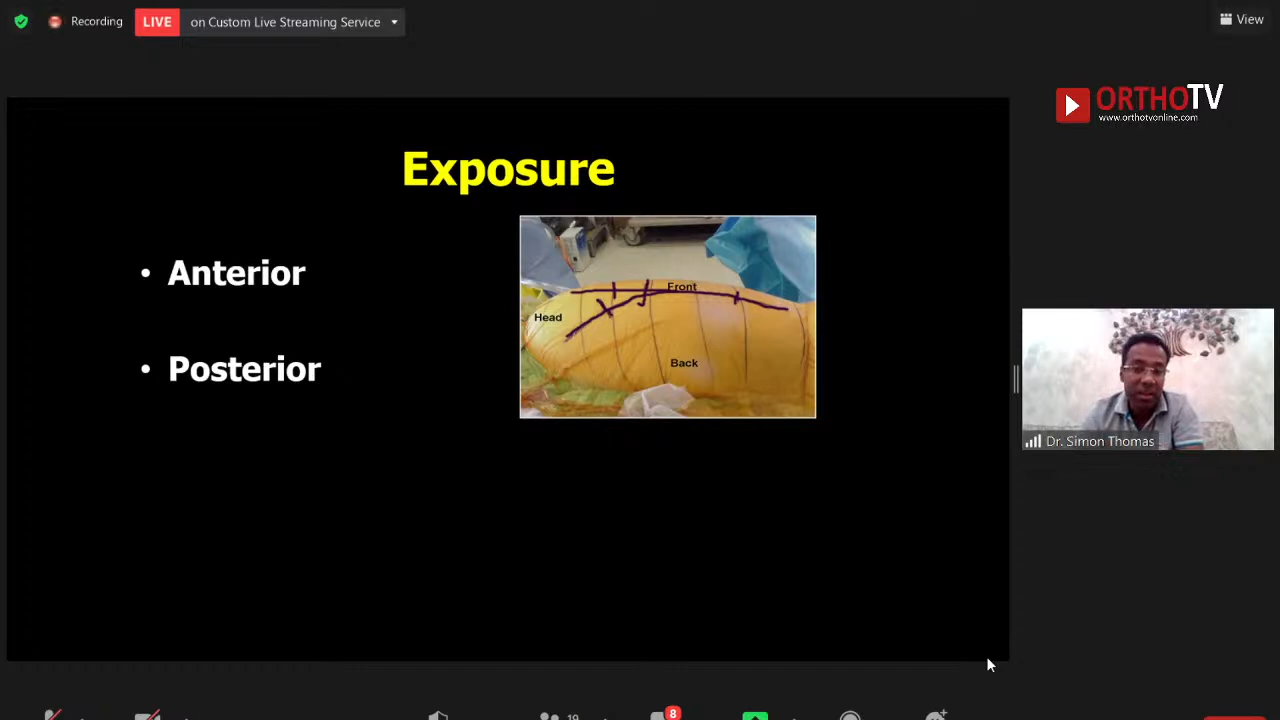 Recording
LIVE on Custom Live Streaming Service
View
ORTHOTV
www.orthotvonline.com
Exposure
• Anterior
• Posterior
Front
Head
Back
Dr. Simon Thomas
8
19